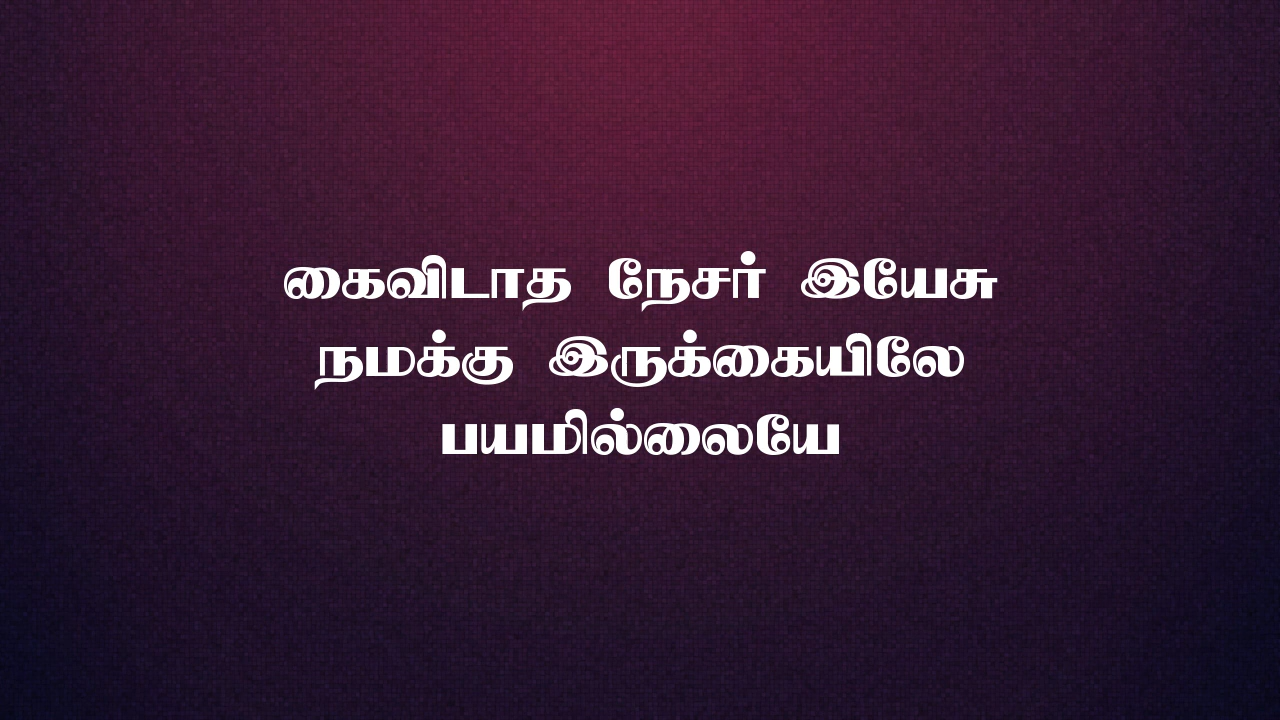 கைவிடாத நேசர் இயேசு
நமக்கு இருக்கையிலே
பயமில்லையே